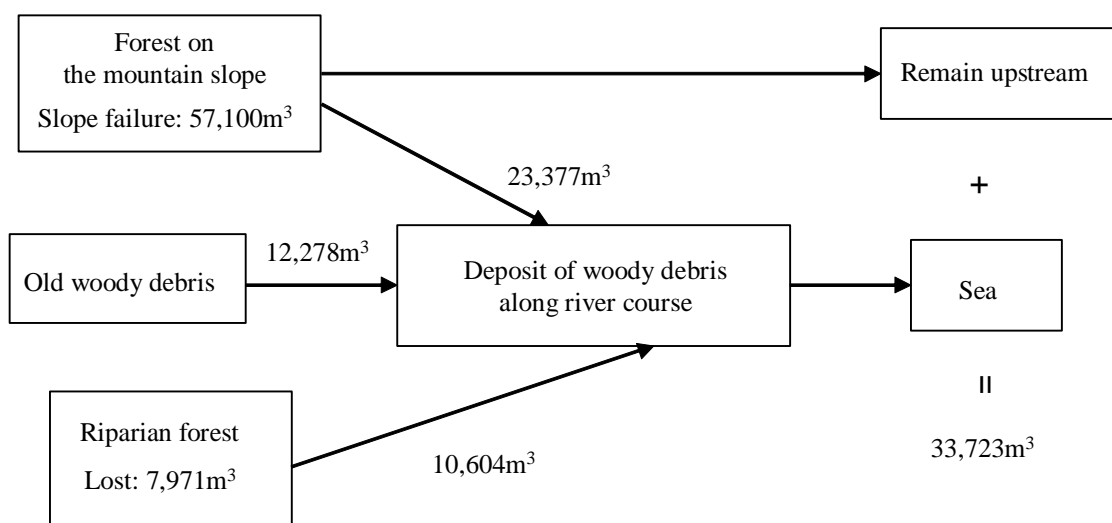 Forest on
the mountain slope
Slope failure: 57,100m³
Remain upstream
23,377m³
+
12,278m³
Old woody debris
Deposit of woody debris
along river course
Sea
=
Riparian forest
Lost: 7,971m³
10,604m³
33,723m³